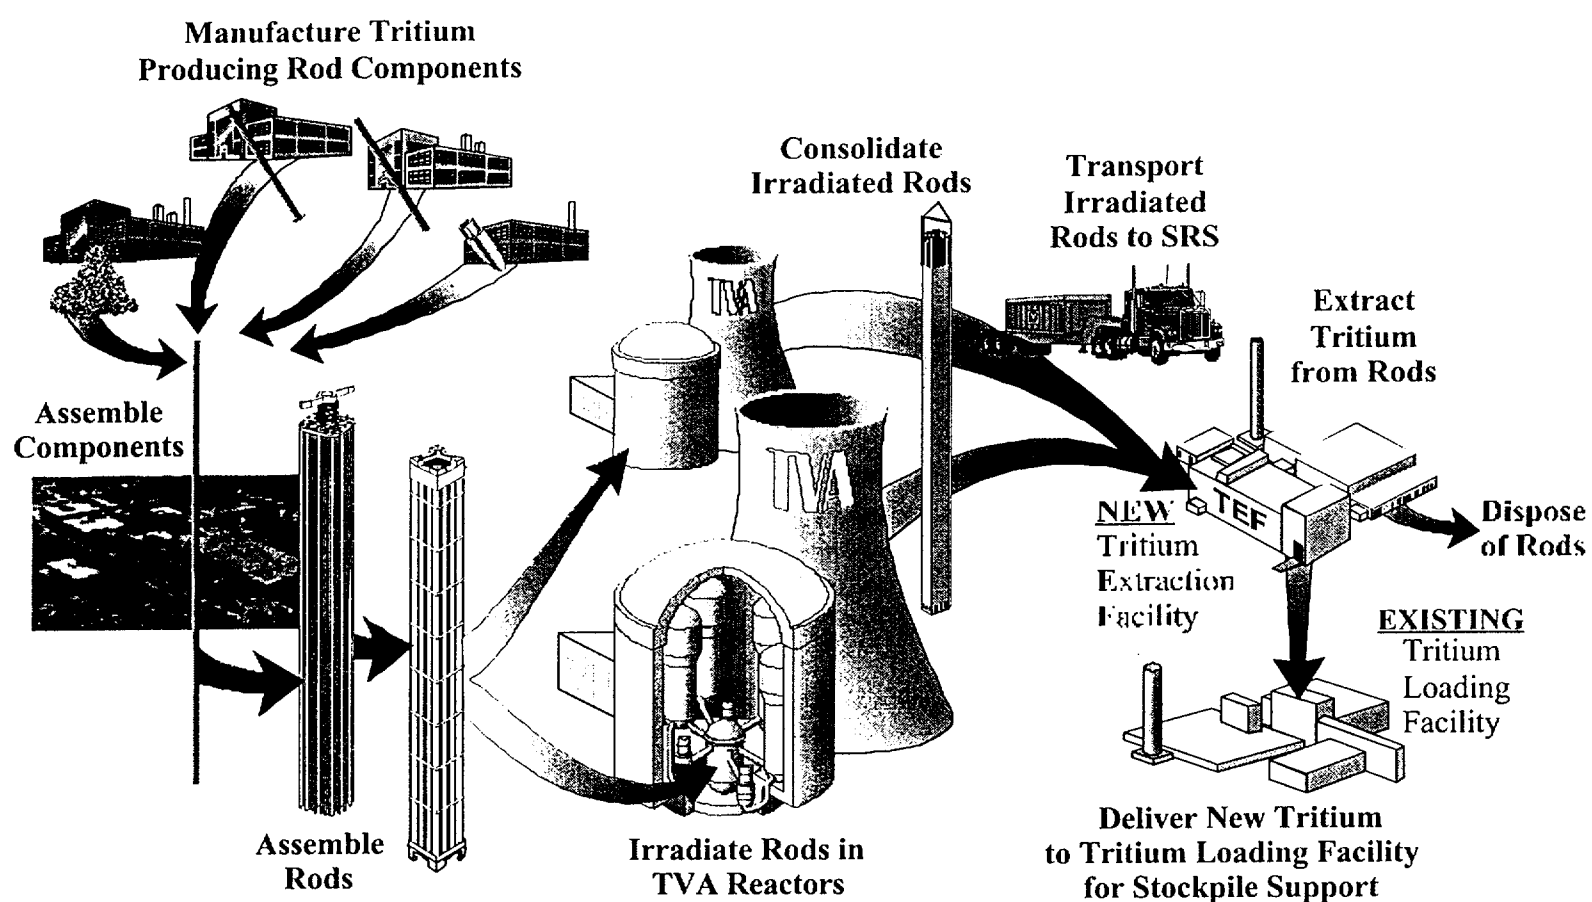 Manufacture Tritium
Producing Rod Components
Consolidate
Irradiated Rods
Transport
Irradiated
Rods to SRS
Extract
Tritium
from Rods
TVA
Assemble
Components
TVA
TEF
NEW
Tritium
Extraction
Facility
Dispose
of Rods
EXISTING
Tritium
Loading
Facility
Assemble
Rods
Irradiate Rods in
TVA Reactors
Deliver New Tritium
to Tritium Loading Facility
for Stockpile Support